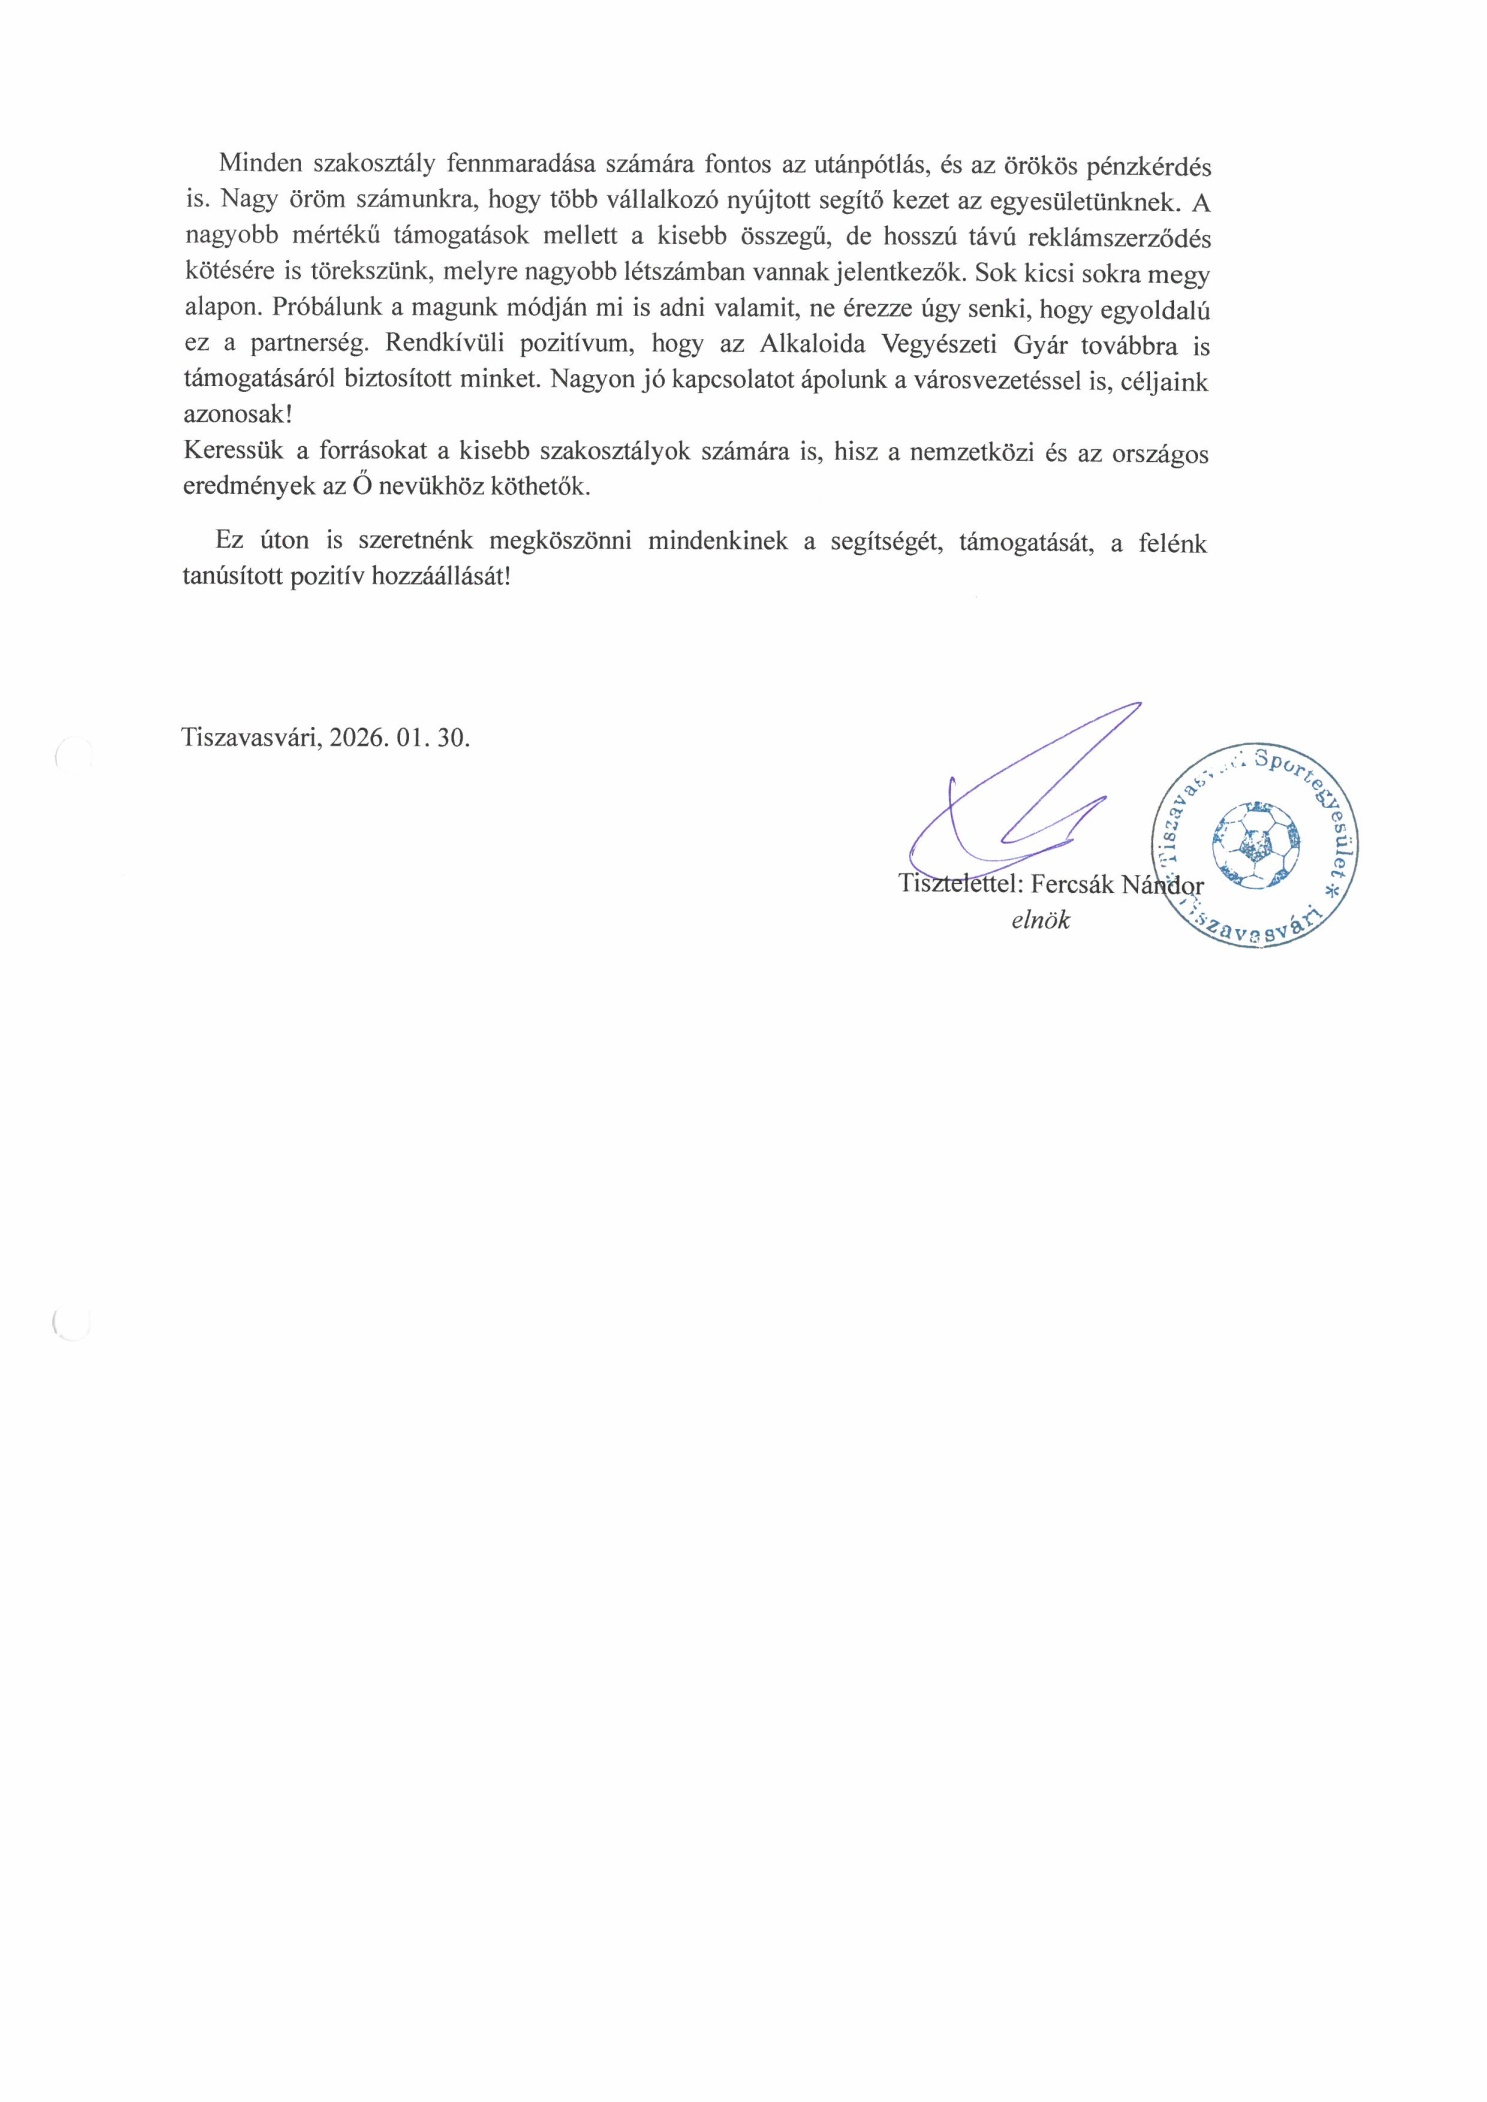 Minden szakosztály fennmaradása számára fontos az utánpótlás, és az örökös pénzkérdés
is. Nagy öröm számunkra, hogy több vállalkozó nyújtott segítő kezet az egyesületünknek. A
nagyobb mértékű támogatások mellett a kisebb összegű, de hosszú távú reklámszerződés
kötésére is törekszünk, melyre nagyobb létszámban vannak jelentkezők. Sok kicsi sokra megy
alapon. Próbálunk a magunk módján mi is adni valamit, ne érezze úgy senki, hogy egyoldalú
ez a partnerség. Rendkívüli pozitívum, hogy az Alkaloida Vegyészeti Gyár továbbra is
támogatásáról biztosított minket. Nagyon jó kapcsolatot ápolunk a városvezetéssel is, céljaink
azonosak!
Keressük a forrásokat a kisebb szakosztályok számára is, hisz a nemzetközi és az országos
eredmények az Ő nevükhöz köthetők.
Ez úton is szeretnénk megköszönni mindenkinek a segítségét, támogatását, a felénk
tanúsított pozitív hozzáállását!
Tiszavasvári, 2026. 01. 30.
Tiszavasvári Sportegyesület *
Tiszavasvári *
Tisztelettel: Fercsák Nándor
elnök